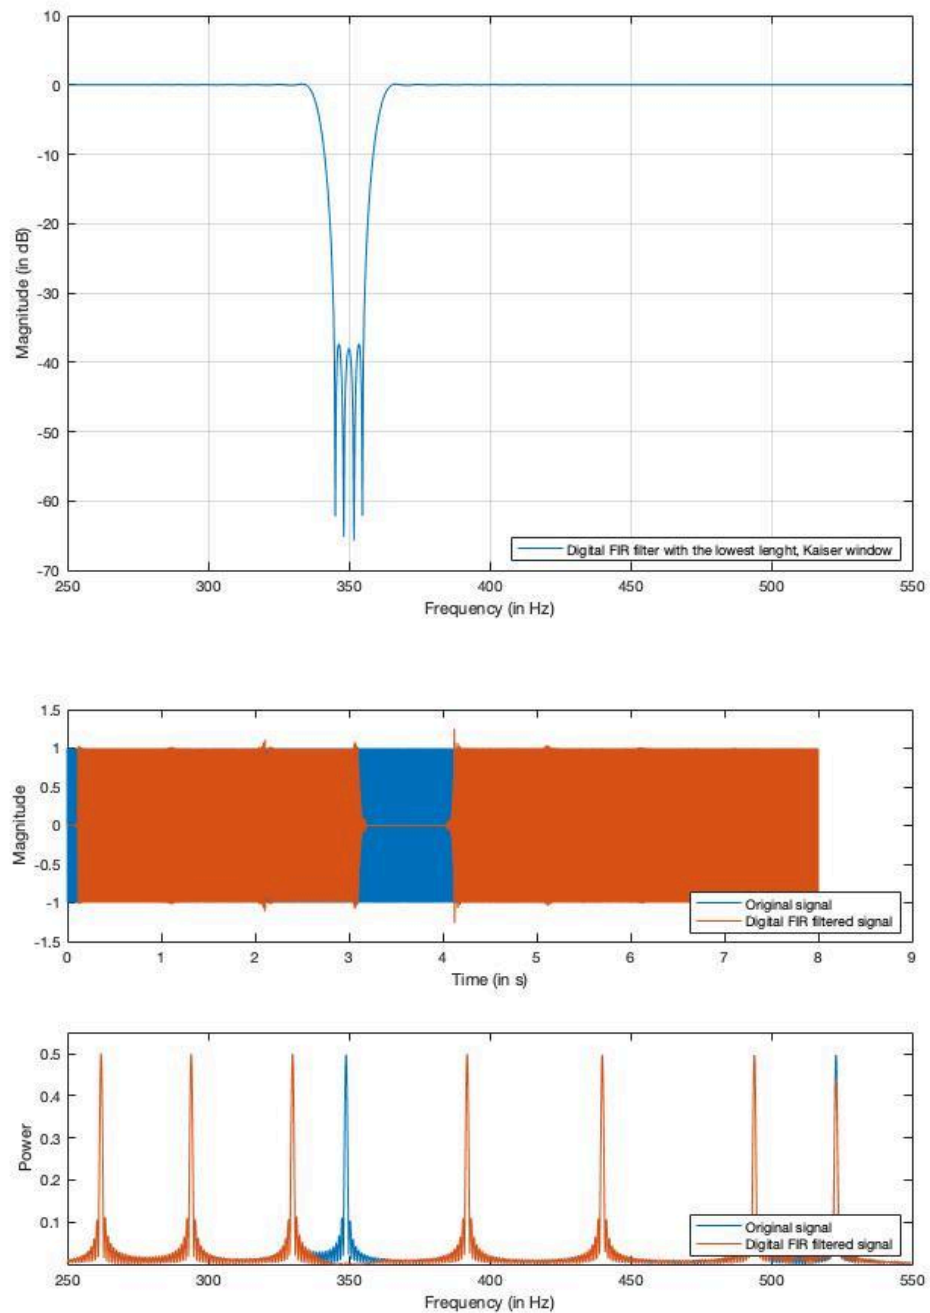 10
0
-10
-20
-30
-40
-50
-60
-70
Magnitude (in dB)
Digital FIR filter with the lowest lenght, Kaiser window
250 300 350 400 450 500 550
Frequency (in Hz)
1.5
1
0.5
0
-0.5
-1
-1.5
Magnitude
Original signal
Digital FIR filtered signal
0 1 2 3 4 5 6 7 8 9
Time (in s)
0.5
0.4
0.3
0.2
0.1
Power
Original signal
Digital FIR filtered signal
250 300 350 400 450 500 550
Frequency (in Hz)